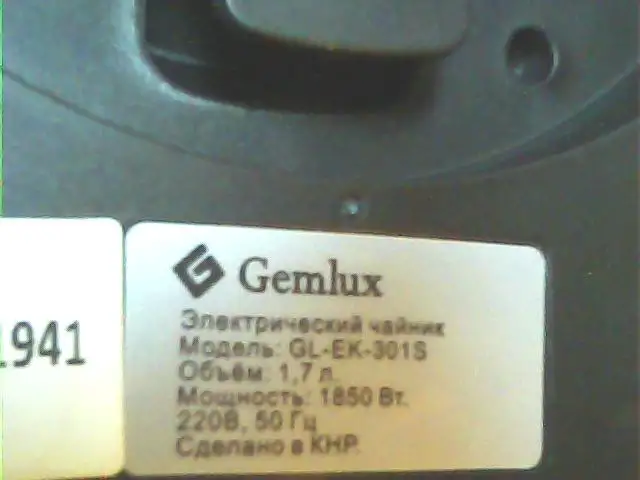 1941
Gemlux
Электрический чайник
Модель: GL-EK-301S
Объём: 1,7 л.
Мощность: 1850 Вт.
220В, 50 Гц
Сделано в КНР.